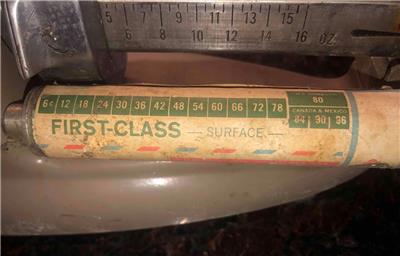 5 7 9 11 13 15
6 8 10 12 14 16 OZ.
80
6¢ 12 18 24 30 36 42 48 54 60 66 72 78
CANADA & MEXICO
84 90 96
FIRST-CLASS — SURFACE —